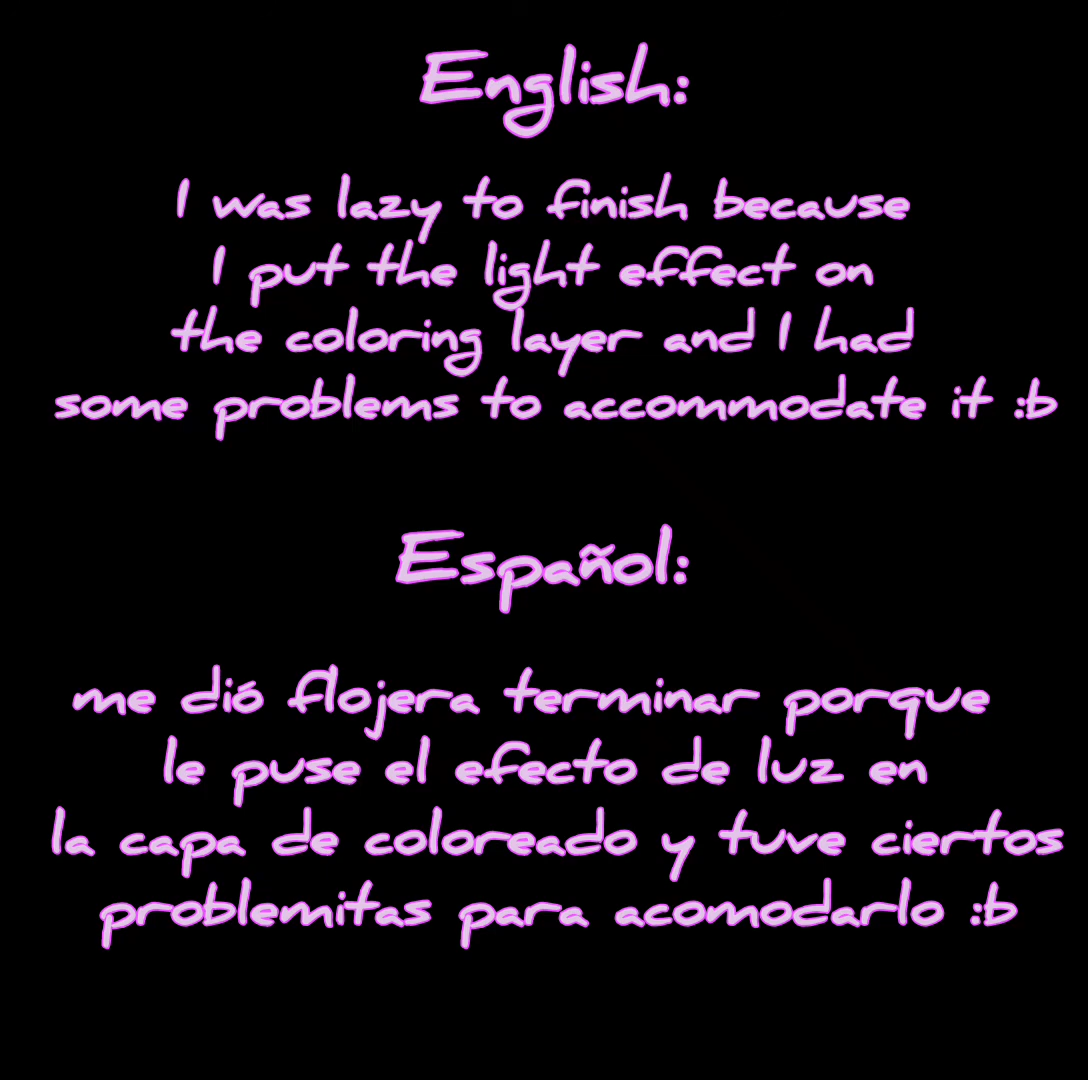 English:
I was lazy to finish because
I put the light effect on
the coloring layer and I had
some problems to accommodate it :b
Español:
me dió flojera terminar porque
le puse el efecto de luz en
la capa de coloreado y tuve ciertos
problemitas para acomodarlo :b